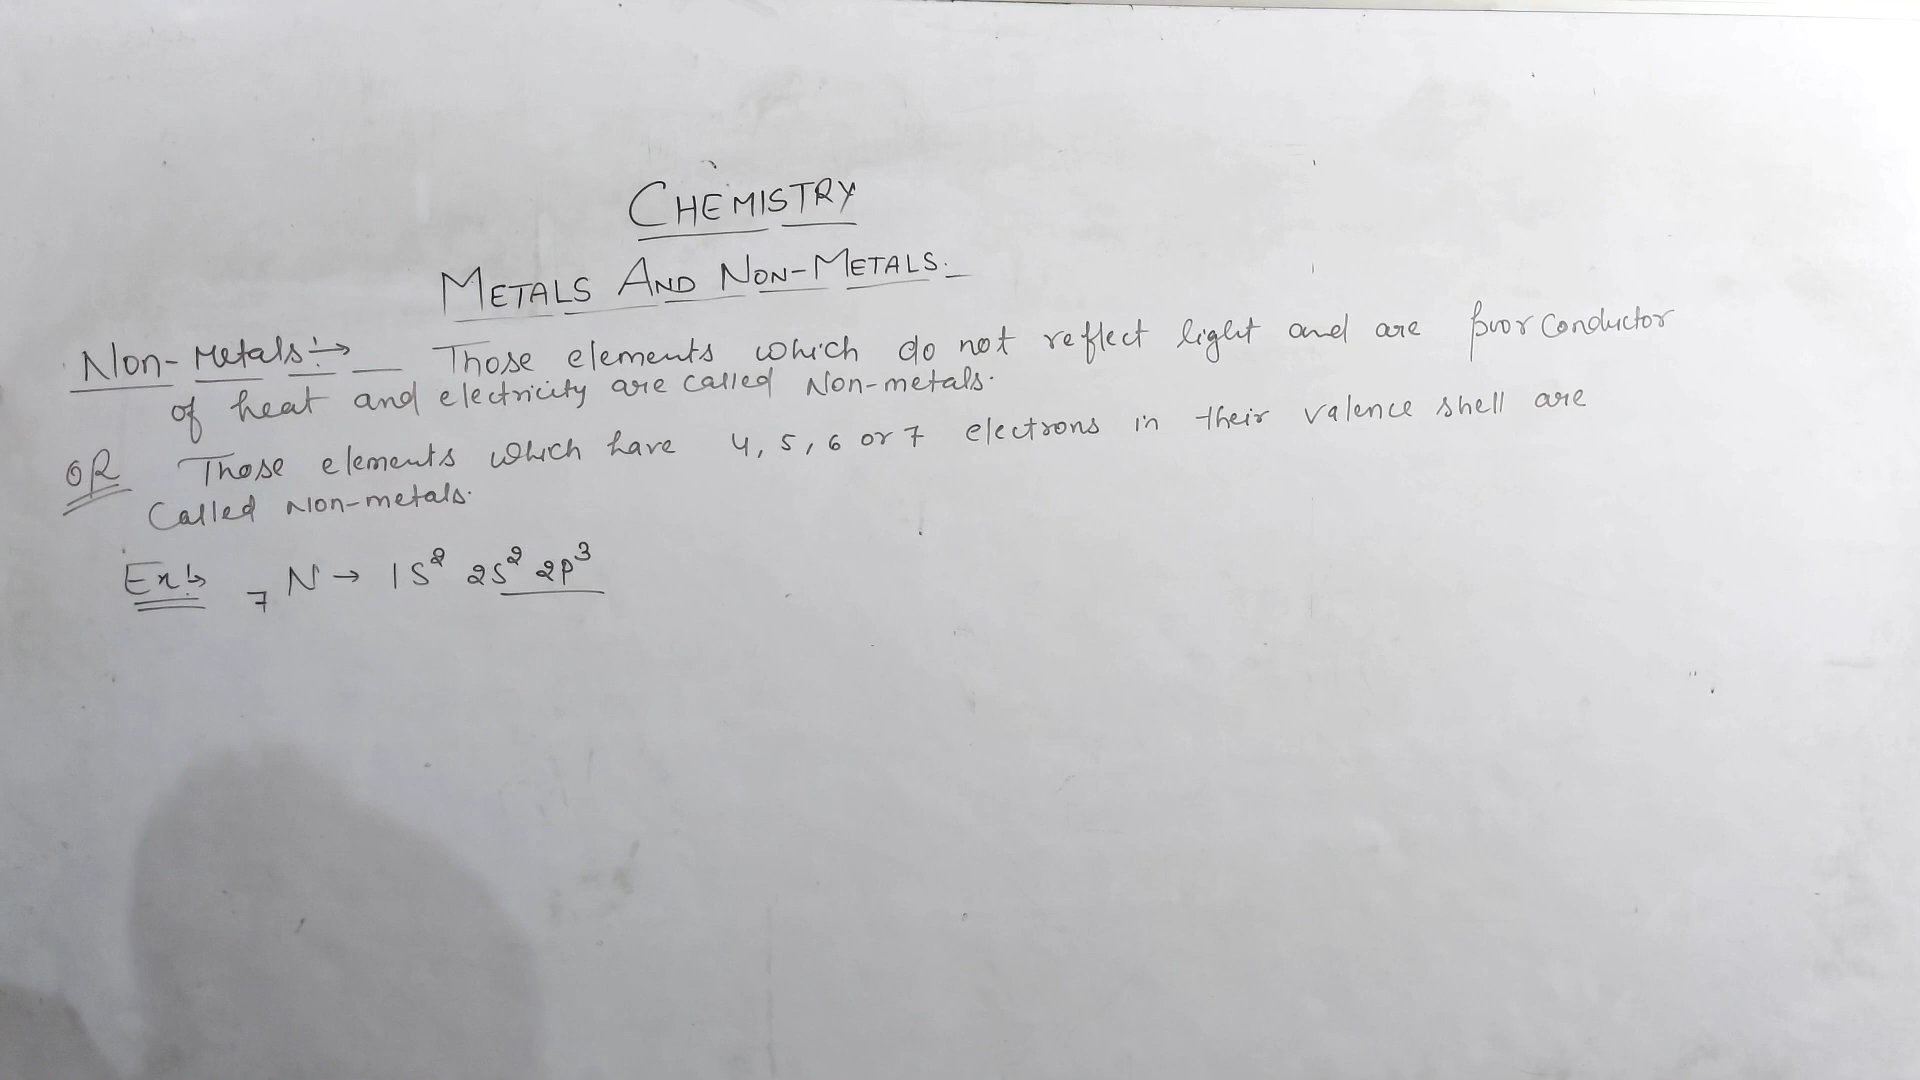 CHEMISTRY
METALS AND NON-METALS.
Non-Metals:→ Those elements which do not reflect light and are poor conductor
of heat and electricity are called Non-metals.
OR Those elements which have 4, 5, 6 or 7 electrons in their valence shell are
Called Non-metals.
Ex:→ ₇N → 1S² 2S² 2P³